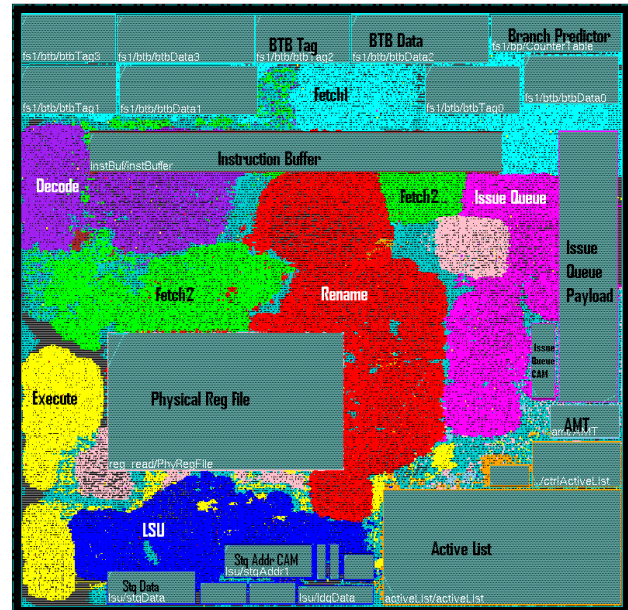 BTB Tag
BTB Data
Branch Predictor
fs1/btb/btbTag3
fs1/btb/btbData3
fs1/btb/btbTag2
fs1/btb/btbData2
fs1/bp/CounterTable
Fetch1
fs1/btb/btbTag1
fs1/btb/btbData1
fs1/btb/btbTag0
fs1/btb/btbData0
Instruction Buffer
instBuf/instBuffer
Decode
Fetch2
Issue Queue
Issue
Queue
Payload
Fetch2
Rename
Issue
Queue
CAM
Execute
Physical Reg File
AMT
reg_read/PhyRegFile
../ctrlActiveList
LSU
Active List
Stq Addr CAM
lsu/stqAddr1
Stq Data
lsu/stqData
lsu/ldqData
activeList/activeList